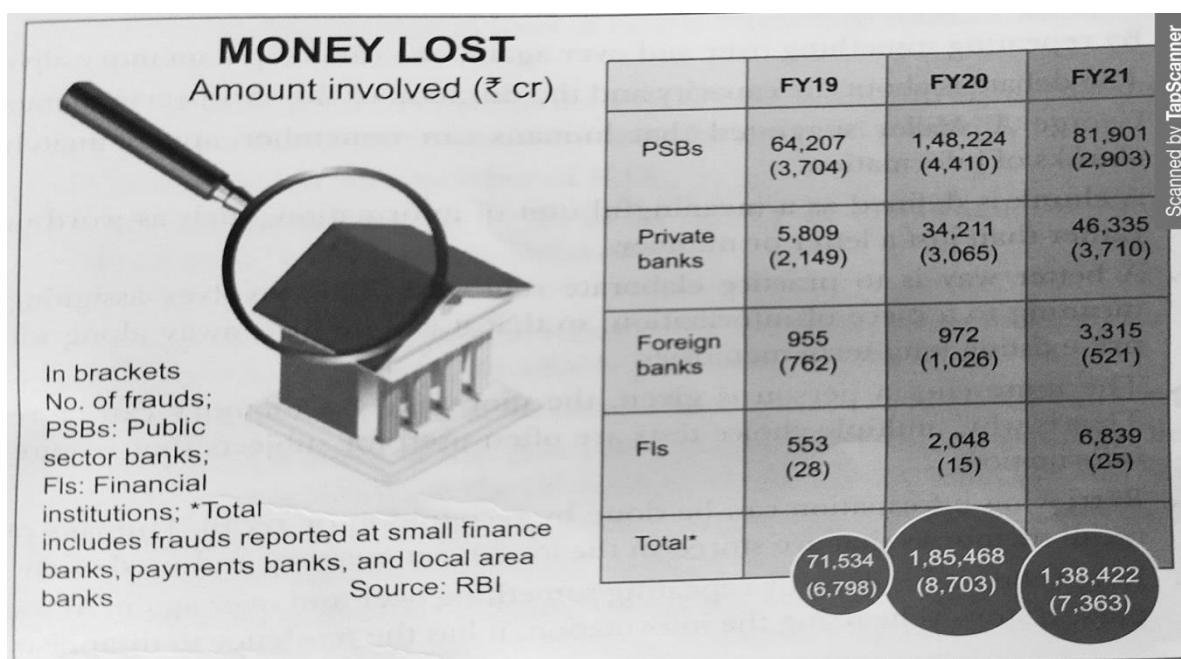 MONEY LOST
Amount involved (₹ cr)
In brackets
No. of frauds;
PSBs: Public
sector banks;
FIs: Financial
institutions; *Total
includes frauds reported at small finance
banks, payments banks, and local area
banks Source: RBI
FY19 FY20 FY21
PSBs 64,207 1,48,224 81,901
(3,704) (4,410) (2,903)
Private 5,809 34,211 46,335
banks (2,149) (3,065) (3,710)
Foreign 955 972 3,315
banks (762) (1,026) (521)
FIs 553 2,048 6,839
(28) (15) (25)
Total* 71,534 1,85,468 1,38,422
(6,798) (8,703) (7,363)
Scanned by TapScanner